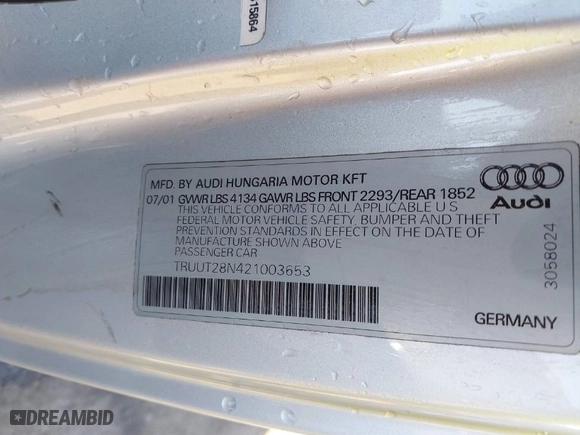 15864
MFD. BY AUDI HUNGARIA MOTOR KFT
07/01 GVWR LBS 4134 GAWR LBS FRONT 2293/REAR 1852
THIS VEHICLE CONFORMS TO ALL APPLICABLE U S
FEDERAL MOTOR VEHICLE SAFETY, BUMPER AND THEFT
PREVENTION STANDARDS IN EFFECT ON THE DATE OF
MANUFACTURE SHOWN ABOVE
PASSENGER CAR
TRUUT28N421003653
Audi
3058024
GERMANY
DREAMBID